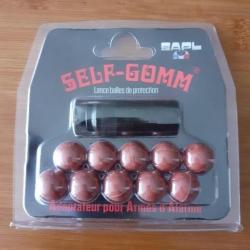 SAPL
SELF-GOMM®
Lance balles de protection
Adaptateur pour Armes d'Alarme